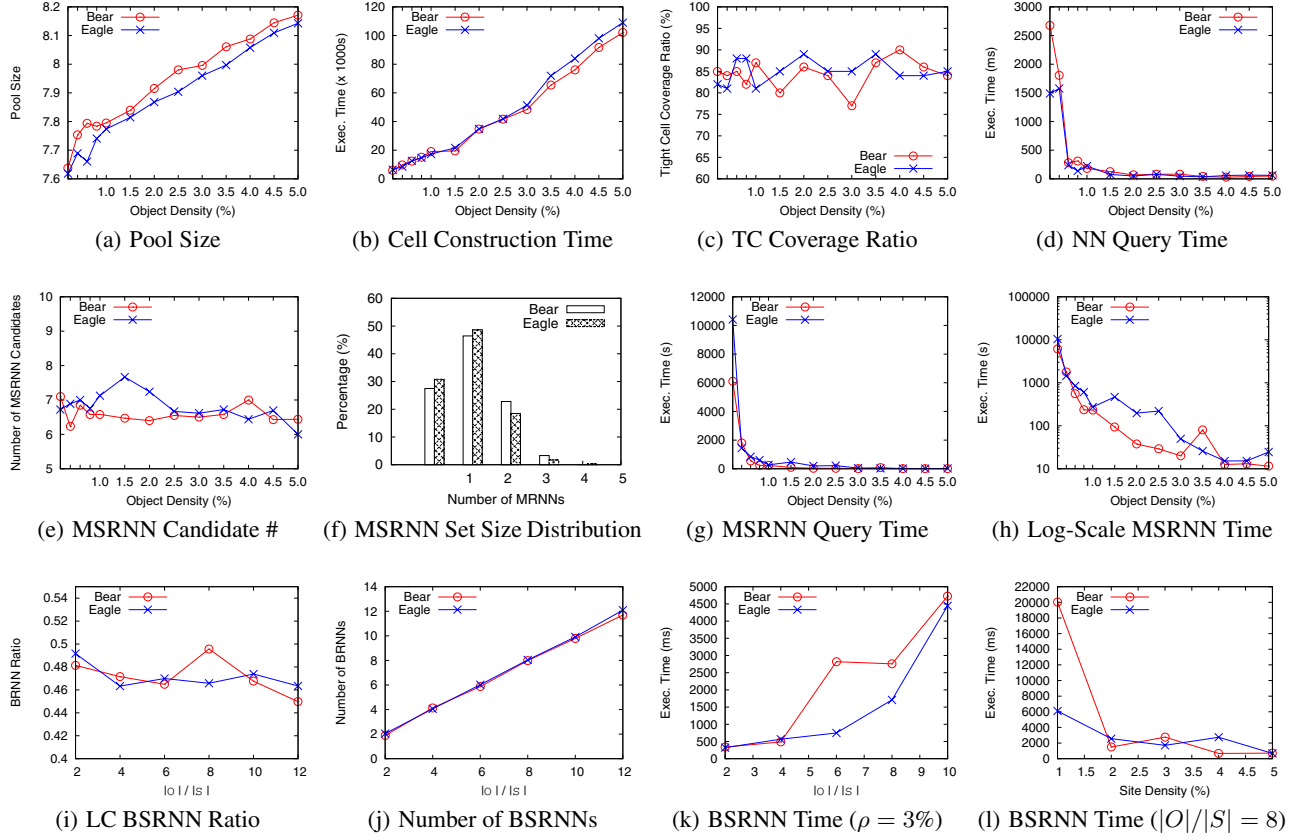 Pool Size
8.2
8.1
8
7.9
7.8
7.7
7.6
Bear
Eagle
1.0 1.5 2.0 2.5 3.0 3.5 4.0 4.5 5.0
Object Density (%)
(a) Pool Size
Exec. Time (x 1000s)
120
100
80
60
40
20
0
Bear
Eagle
1.0 1.5 2.0 2.5 3.0 3.5 4.0 4.5 5.0
Object Density (%)
(b) Cell Construction Time
Tight Cell Coverage Ratio (%)
100
95
90
85
80
75
70
65
60
Bear
Eagle
1.0 1.5 2.0 2.5 3.0 3.5 4.0 4.5 5.0
Object Density (%)
(c) TC Coverage Ratio
Exec. Time (ms)
3000
2500
2000
1500
1000
500
0
Bear
Eagle
1.0 1.5 2.0 2.5 3.0 3.5 4.0 4.5 5.0
Object Density (%)
(d) NN Query Time
Number of MSRNN Candidates
10
9
8
7
6
5
Bear
Eagle
1.0 1.5 2.0 2.5 3.0 3.5 4.0 4.5 5.0
Object Density (%)
(e) MSRNN Candidate #
Percentage (%)
60
50
40
30
20
10
0
Bear
Eagle
1 2 3 4 5
Number of MRNNs
(f) MSRNN Set Size Distribution
Exec. Time (s)
12000
10000
8000
6000
4000
2000
0
Bear
Eagle
1.0 1.5 2.0 2.5 3.0 3.5 4.0 4.5 5.0
Object Density (%)
(g) MSRNN Query Time
Exec. Time (s)
100000
10000
1000
100
10
Bear
Eagle
1.0 1.5 2.0 2.5 3.0 3.5 4.0 4.5 5.0
Object Density (%)
(h) Log-Scale MSRNN Time
BRNN Ratio
0.54
0.52
0.5
0.48
0.46
0.44
0.42
0.4
Bear
Eagle
2 4 6 8 10 12
|O| / |S|
(i) LC BSRNN Ratio
Number of BRNNs
14
12
10
8
6
4
2
0
Bear
Eagle
2 4 6 8 10 12
|O| / |S|
(j) Number of BSRNNs
Exec. Time (ms)
5000
4500
4000
3500
3000
2500
2000
1500
1000
500
0
Bear
Eagle
2 3 4 5 6 7 8 9 10
|O| / |S|
(k) BSRNN Time (ρ = 3%)
Exec. Time (ms)
22000
20000
18000
16000
14000
12000
10000
8000
6000
4000
2000
0
Bear
Eagle
1 1.5 2 2.5 3 3.5 4 4.5 5
Site Density (%)
(l) BSRNN Time (|O|/|S| = 8)